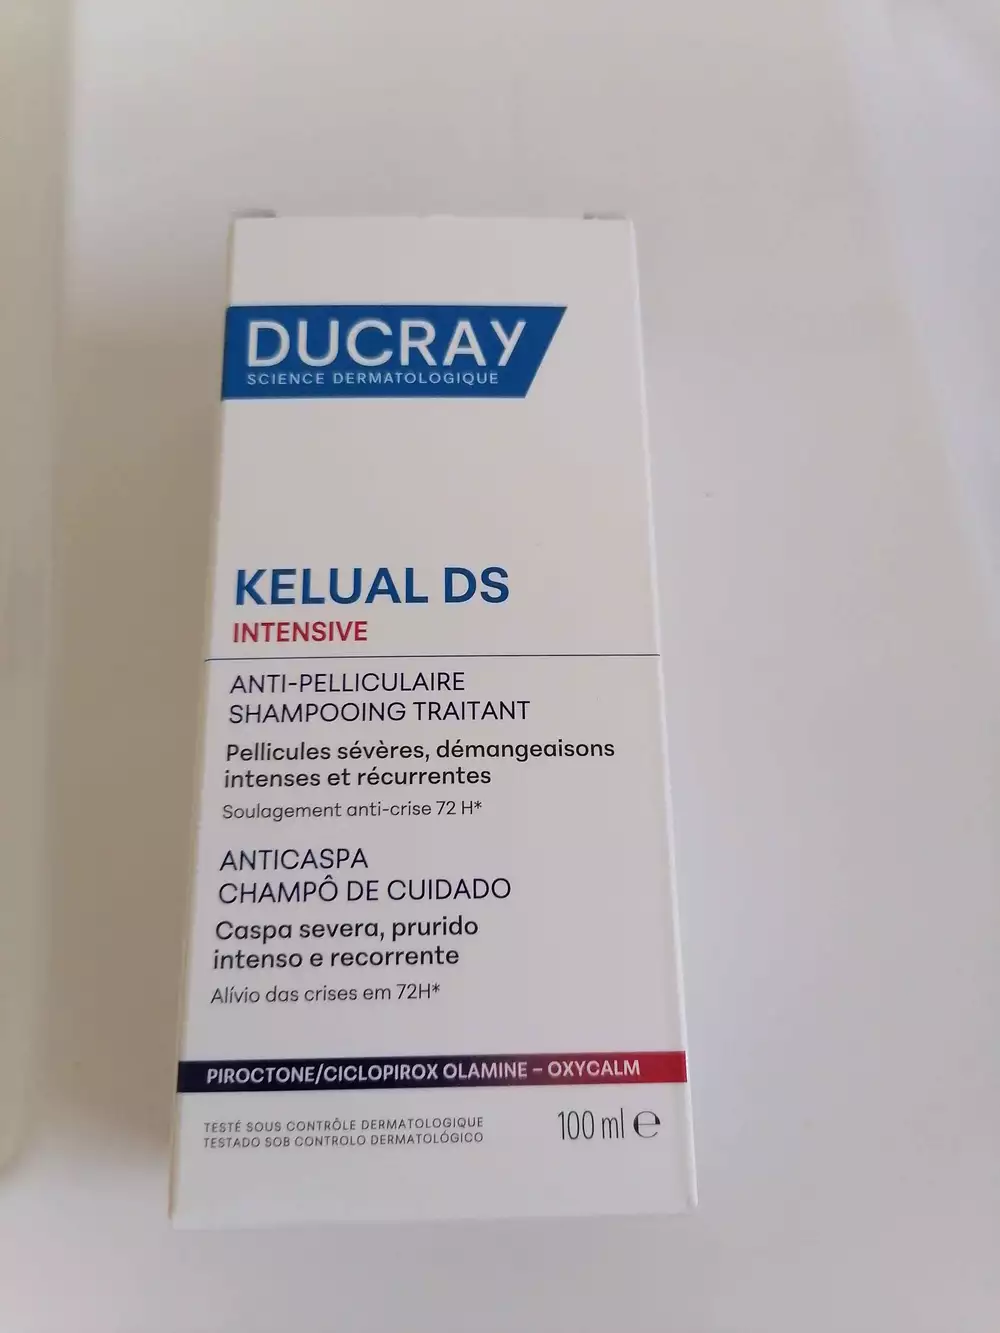 DUCRAY
SCIENCE DERMATOLOGIQUE
KELUAL DS
INTENSIVE
ANTI-PELLICULAIRE
SHAMPOOING TRAITANT
Pellicules sévères, démangeaisons
intenses et récurrentes
Soulagement anti-crise 72 H*
ANTICASPA
CHAMPÔ DE CUIDADO
Caspa severa, prurido
intenso e recorrente
Alívio das crises em 72H*
PIROCTONE/CICLOPIROX OLAMINE – OXYCALM
TESTÉ SOUS CONTRÔLE DERMATOLOGIQUE
TESTADO SOB CONTROLO DERMATOLÓGICO
100 ml ℮